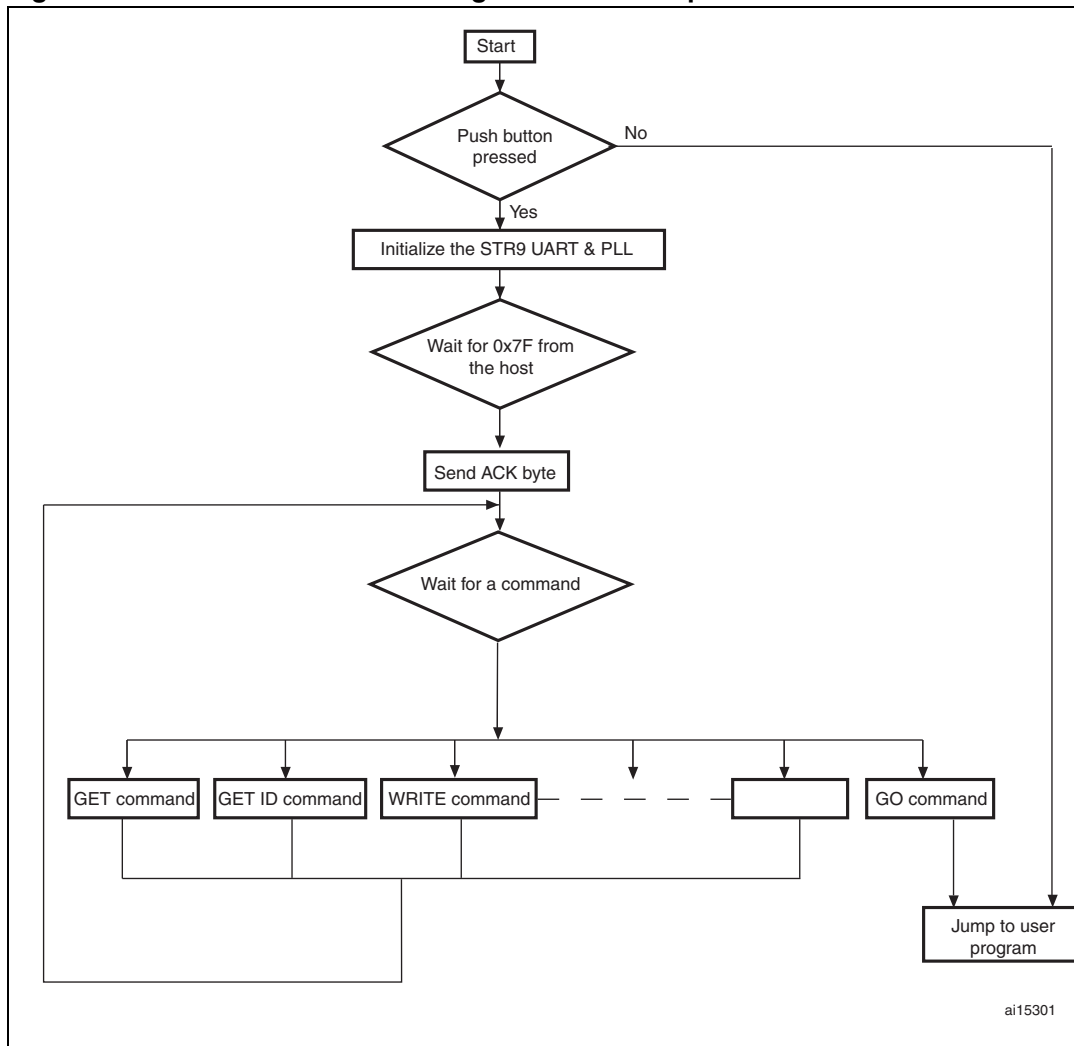 Start
Push button
pressed
No
Yes
Initialize the STR9 UART & PLL
Wait for 0x7F from
the host
Send ACK byte
Wait for a command
GET command
GET ID command
WRITE command
GO command
Jump to user
program
ai15301